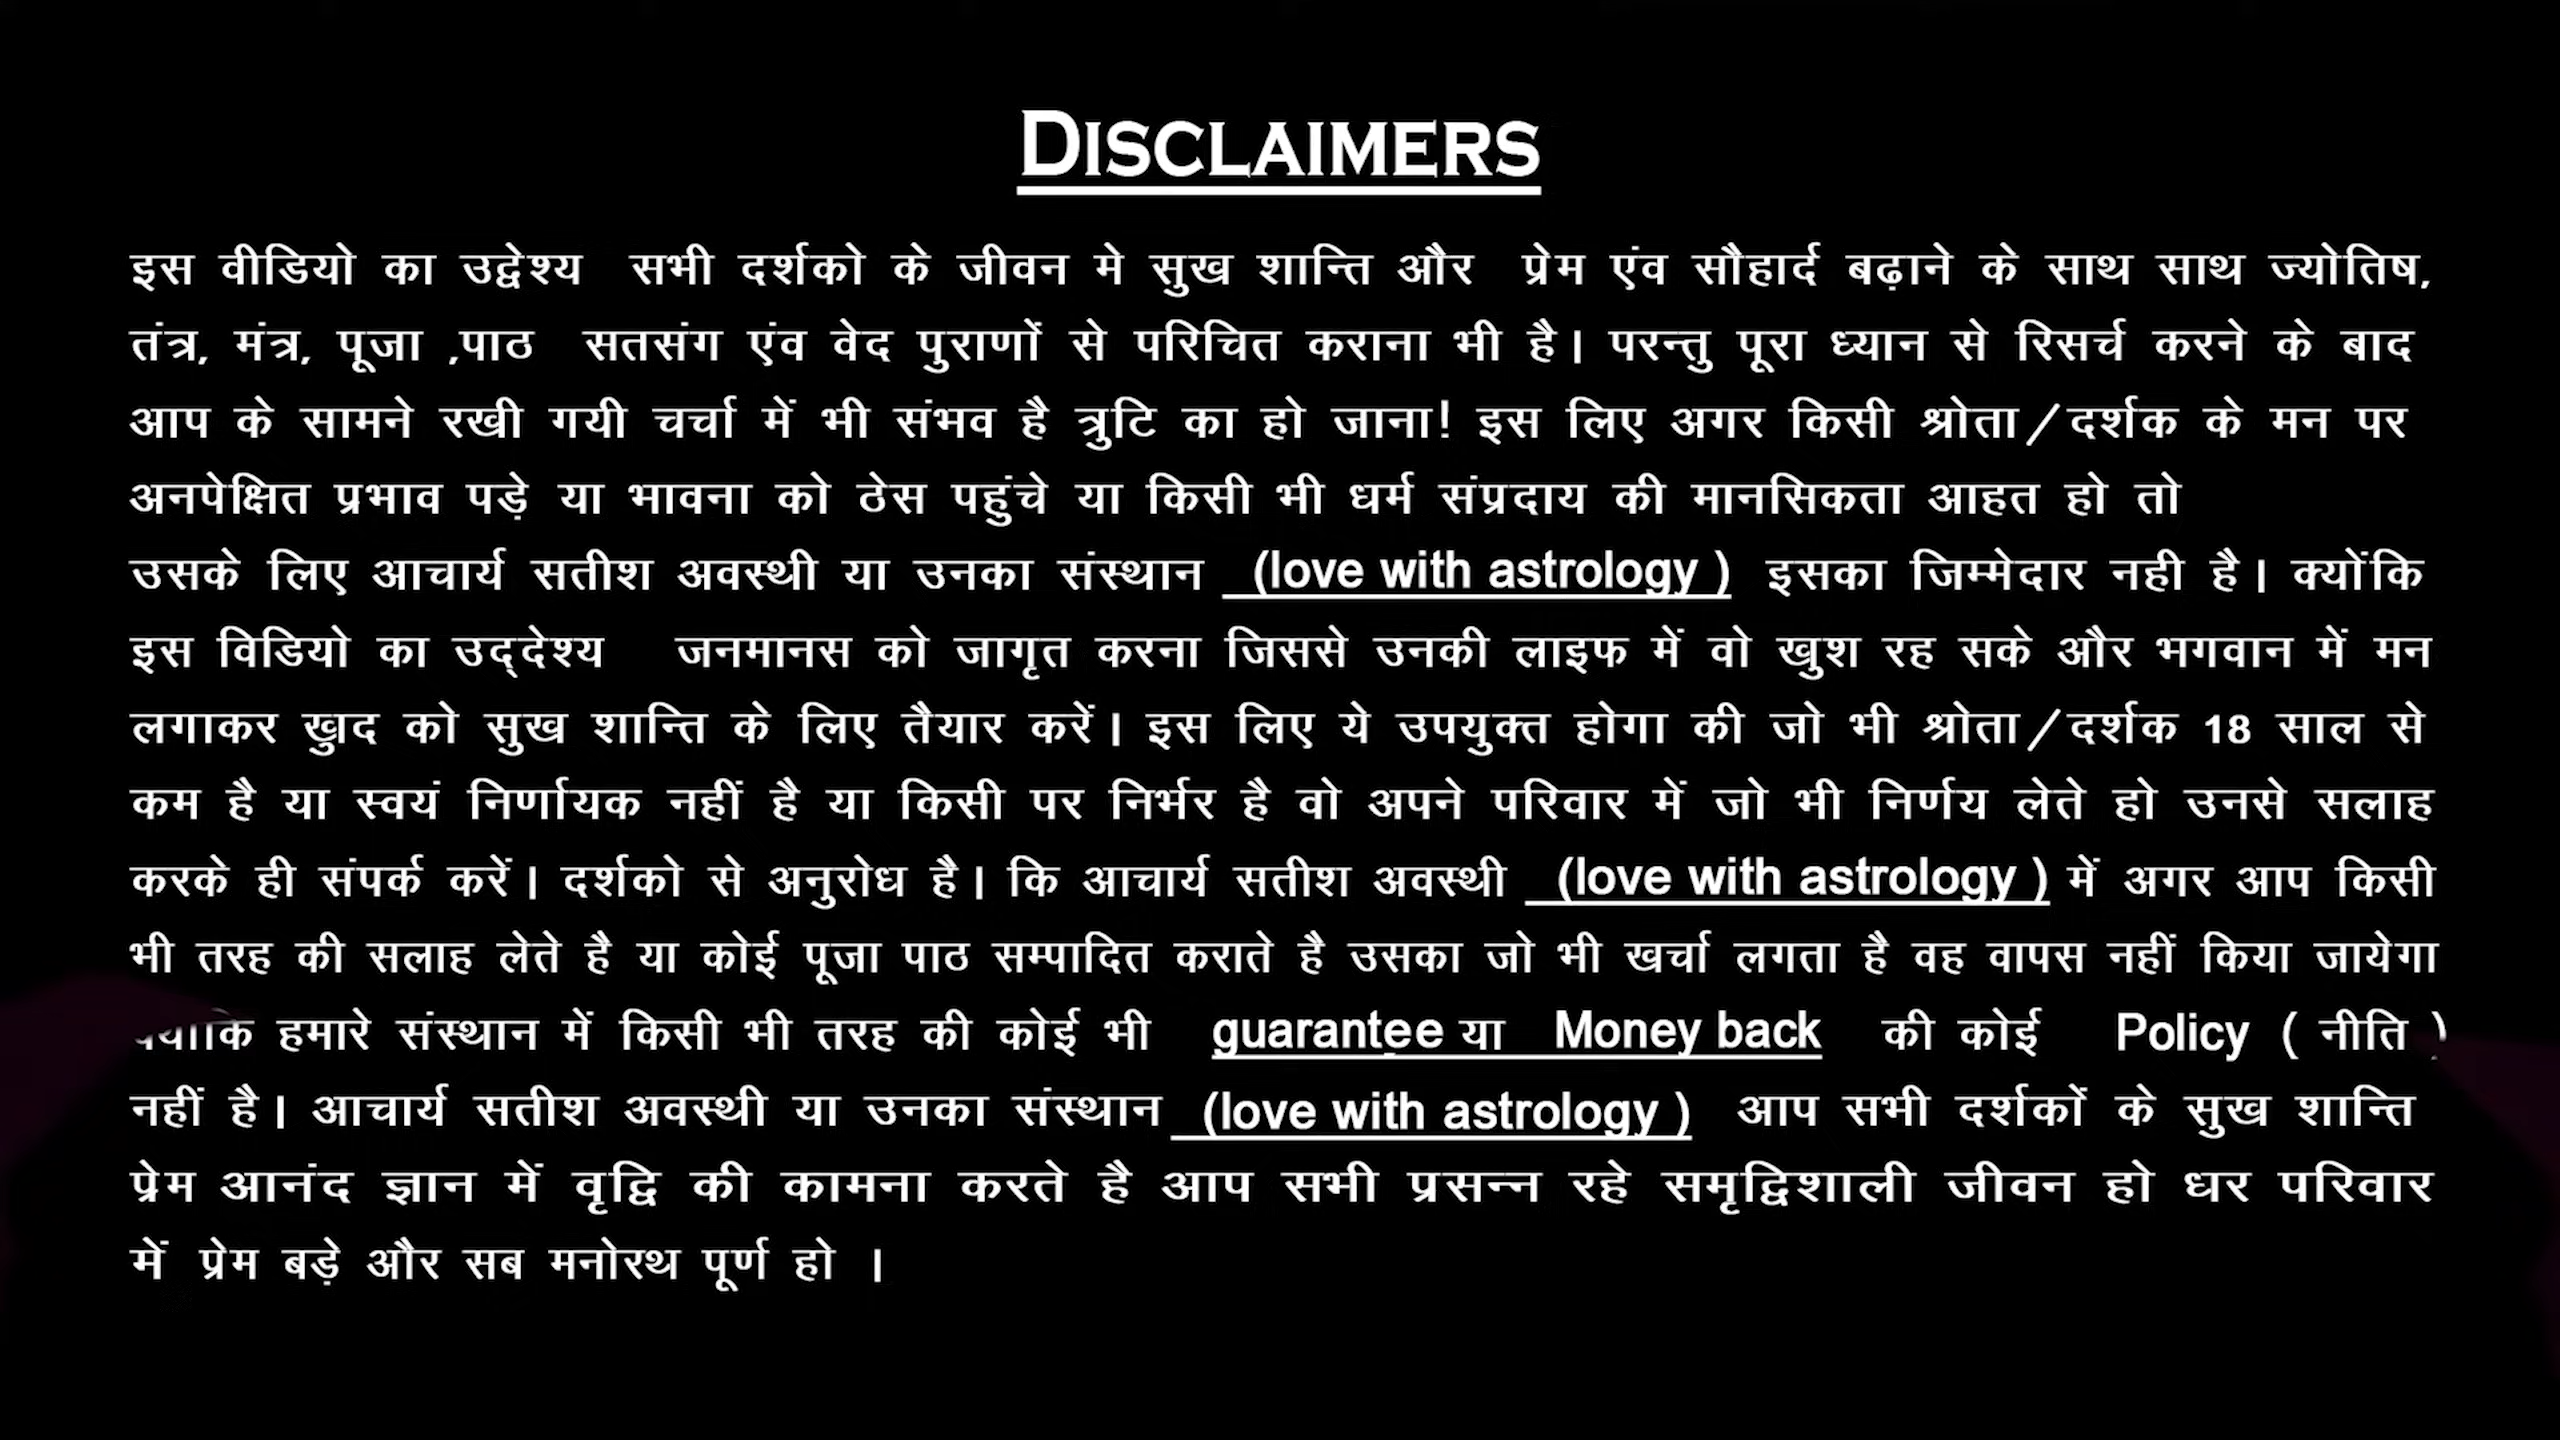 DISCLAIMERS
इस वीडियो का उद्वेश्य सभी दर्शको के जीवन मे सुख शान्ति और प्रेम एंव सौहार्द बढ़ाने के साथ साथ ज्योतिष,
तंत्र, मंत्र, पूजा ,पाठ सतसंग एंव वेद पुराणों से परिचित कराना भी है। परन्तु पूरा ध्यान से रिसर्च करने के बाद
आप के सामने रखी गयी चर्चा में भी संभव है त्रुटि का हो जाना! इस लिए अगर किसी श्रोता/दर्शक के मन पर
अनपेक्षित प्रभाव पड़े या भावना को ठेस पहुंचे या किसी भी धर्म संप्रदाय की मानसिकता आहत हो तो
उसके लिए आचार्य सतीश अवस्थी या उनका संस्थान (love with astrology ) इसका जिम्मेदार नही है। क्योंकि
इस विडियो का उद्‌देश्य जनमानस को जागृत करना जिससे उनकी लाइफ में वो खुश रह सके और भगवान में मन
लगाकर खुद को सुख शान्ति के लिए तैयार करें। इस लिए ये उपयुक्त होगा की जो भी श्रोता/दर्शक 18 साल से
कम है या स्वयं निर्णायक नहीं है या किसी पर निर्भर है वो अपने परिवार में जो भी निर्णय लेते हो उनसे सलाह
करके ही संपर्क करें। दर्शको से अनुरोध है। कि आचार्य सतीश अवस्थी (love with astrology ) में अगर आप किसी
भी तरह की सलाह लेते है या कोई पूजा पाठ सम्पादित कराते है उसका जो भी खर्चा लगता है वह वापस नहीं किया जायेगा
क्योंकि हमारे संस्थान में किसी भी तरह की कोई भी guarantee या Money back की कोई Policy ( नीति )
नहीं है। आचार्य सतीश अवस्थी या उनका संस्थान (love with astrology ) आप सभी दर्शकों के सुख शान्ति
प्रेम आनंद ज्ञान में वृद्वि की कामना करते है आप सभी प्रसन्न रहे समृद्विशाली जीवन हो धर परिवार
में प्रेम बड़े और सब मनोरथ पूर्ण हो ।